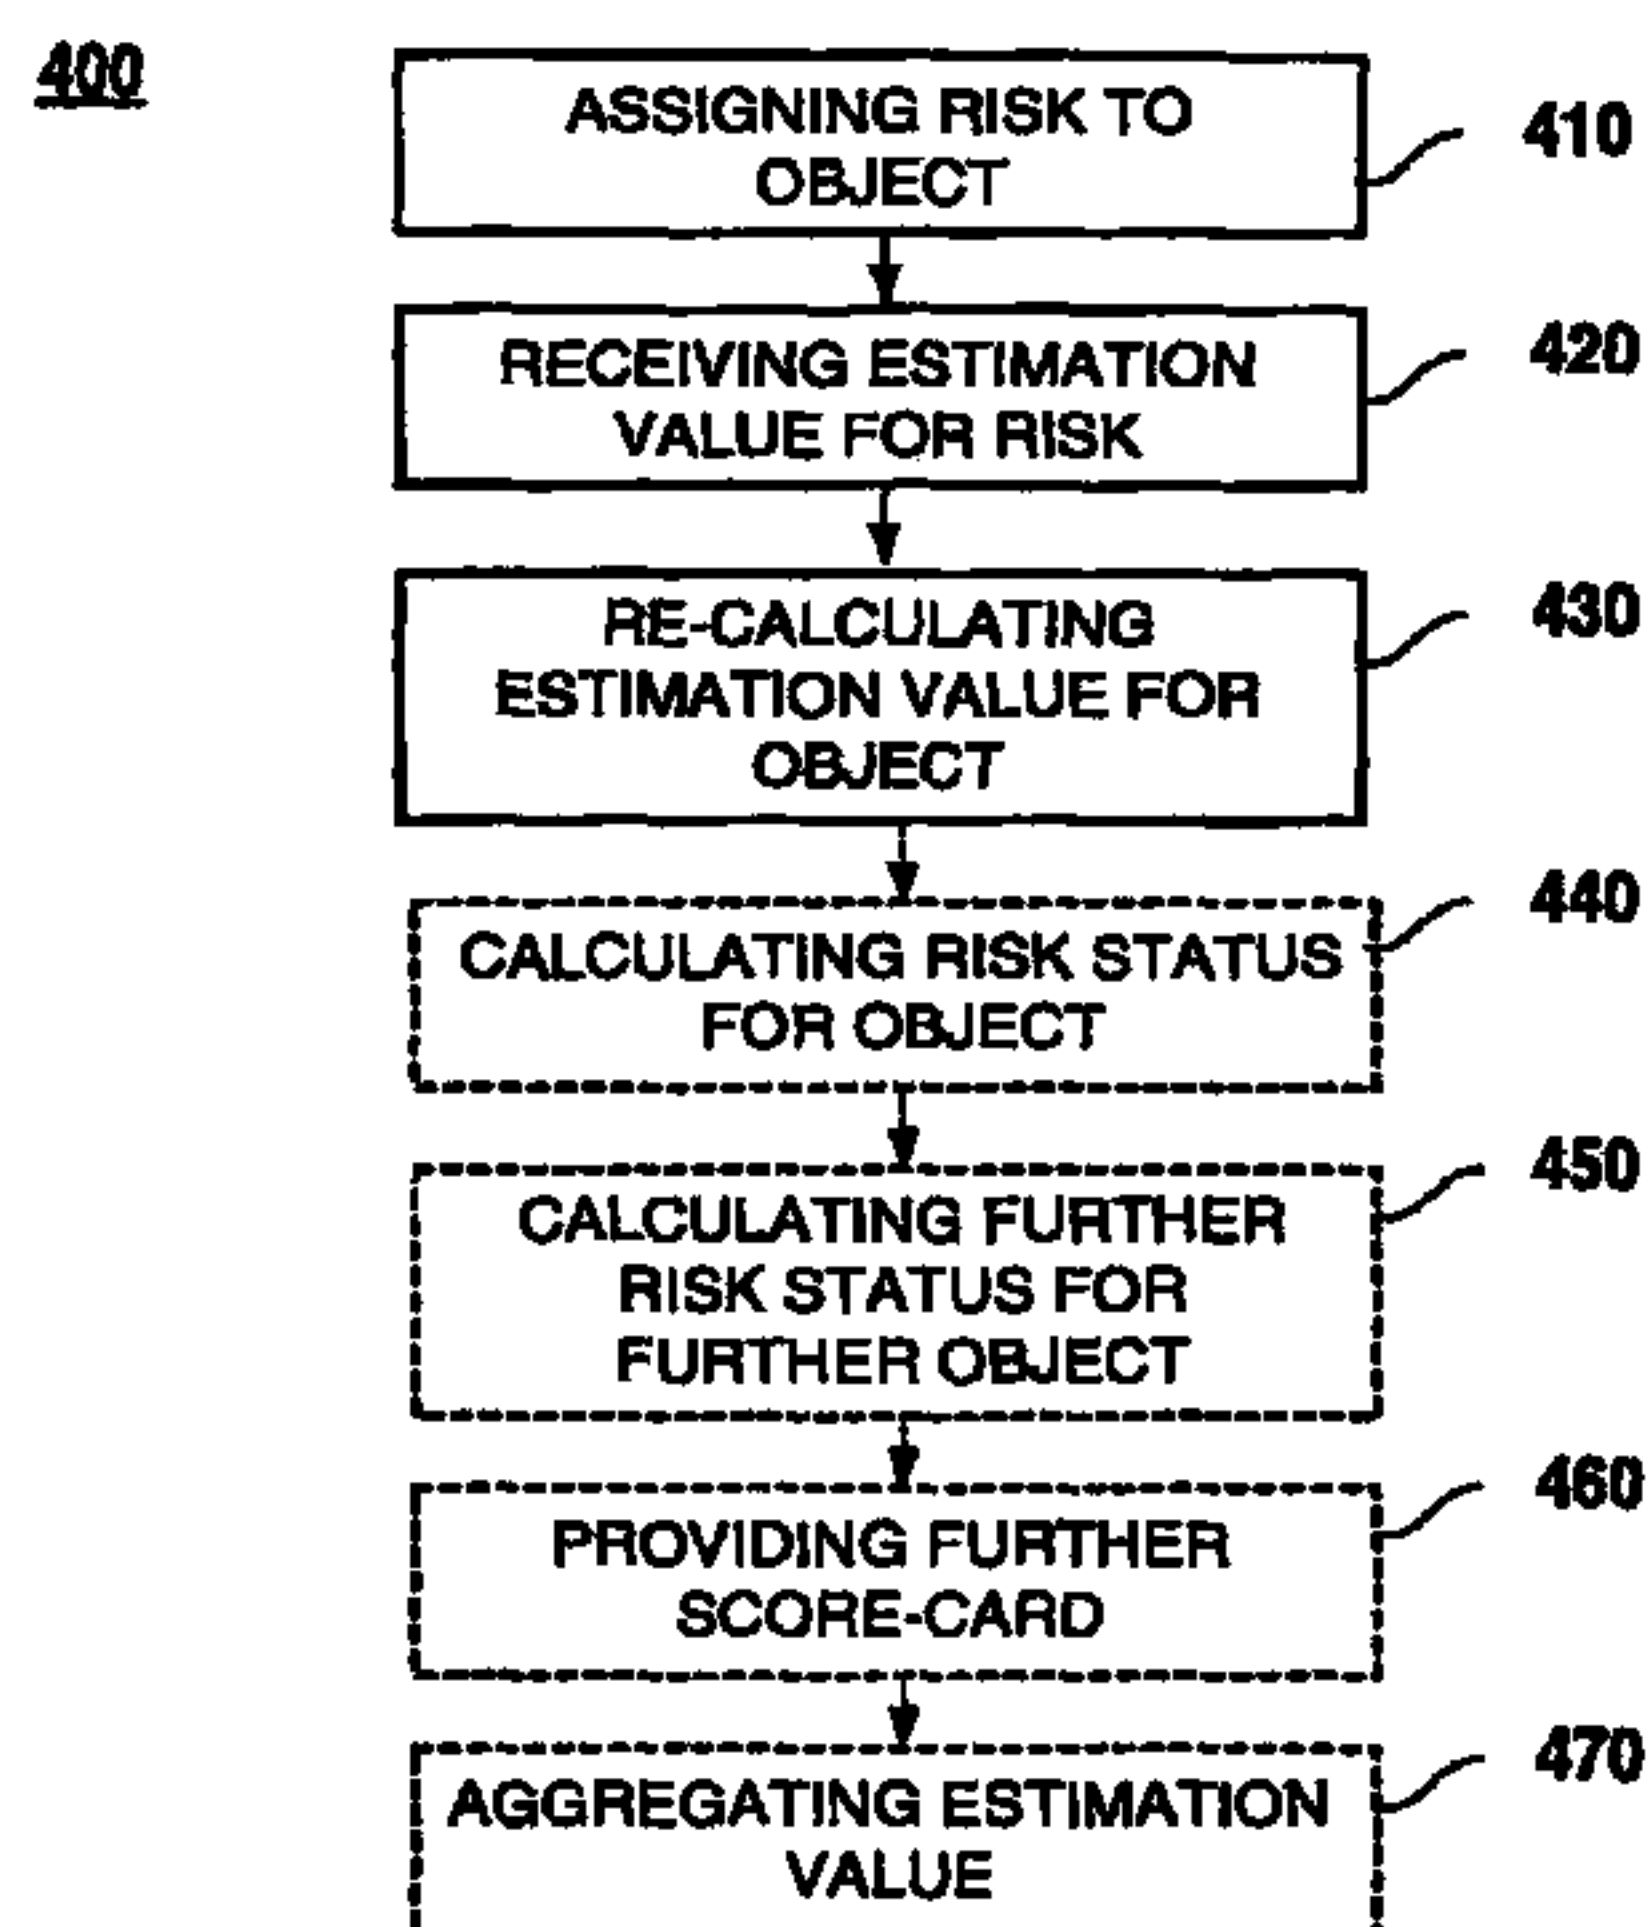 400
ASSIGNING RISK TO
OBJECT
410
RECEIVING ESTIMATION
VALUE FOR RISK
420
RE-CALCULATING
ESTIMATION VALUE FOR
OBJECT
430
CALCULATING RISK STATUS
FOR OBJECT
440
CALCULATING FURTHER
RISK STATUS FOR
FURTHER OBJECT
450
PROVIDING FURTHER
SCORE-CARD
460
AGGREGATING ESTIMATION
VALUE
470